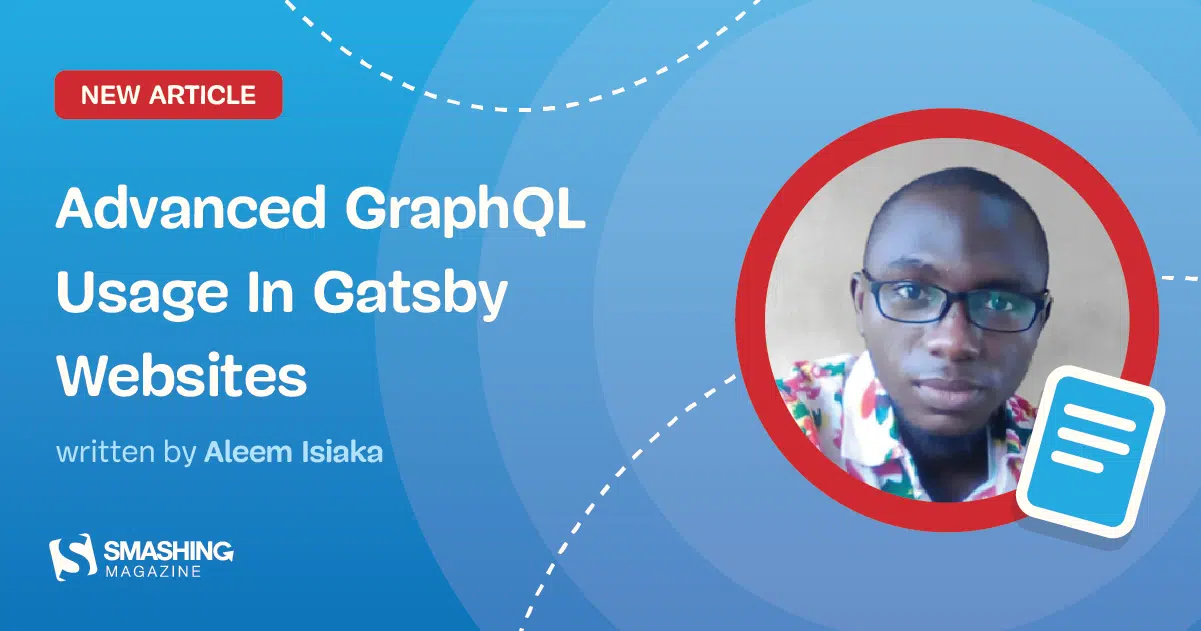 NEW ARTICLE
Advanced GraphQL
Usage In Gatsby
Websites
written by Aleem Isiaka
SMASHING
MAGAZINE